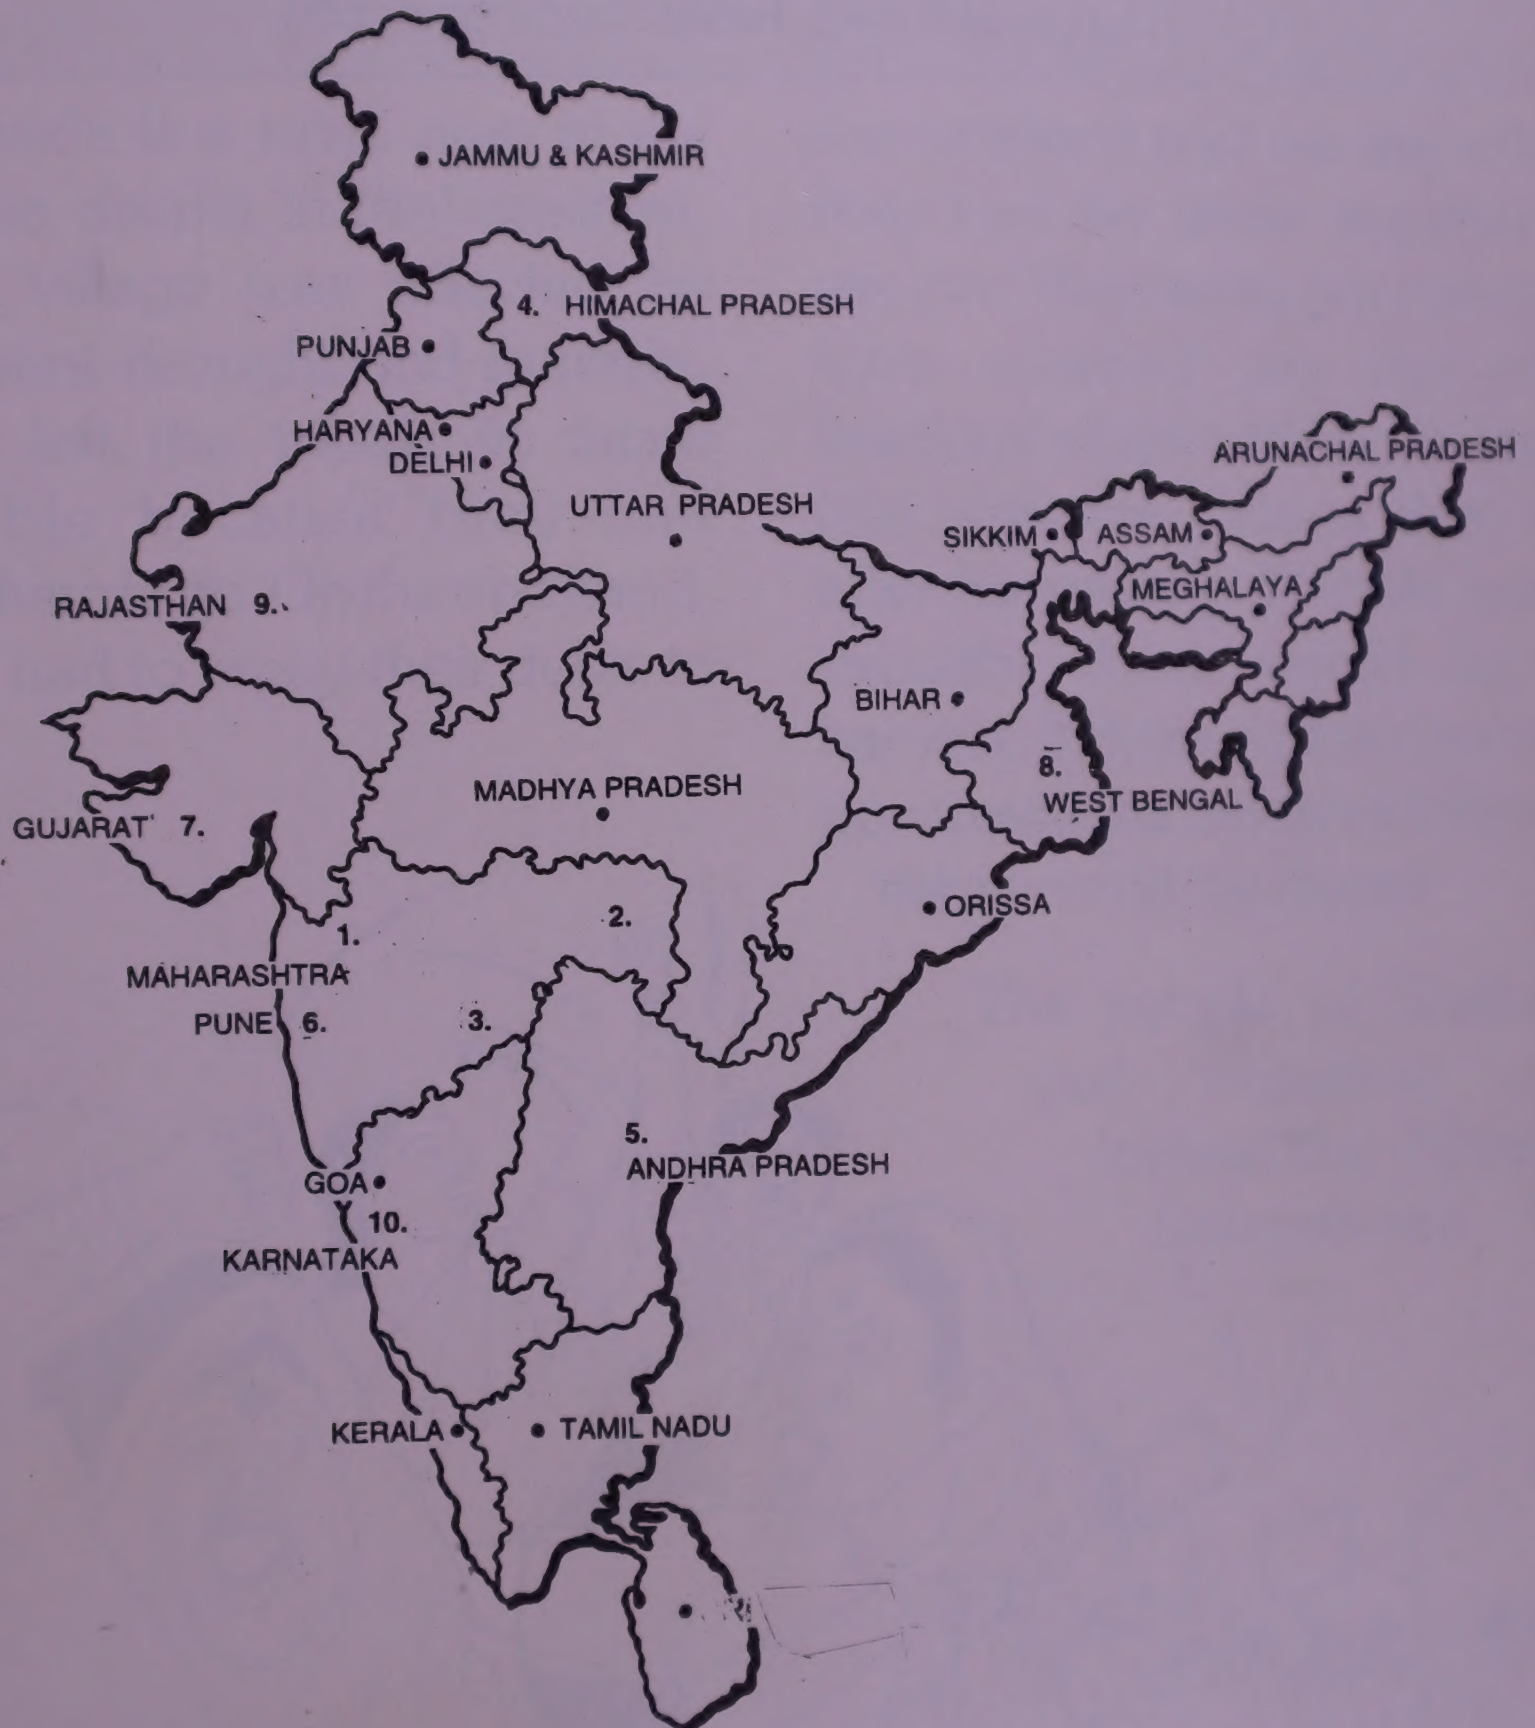 JAMMU & KASHMIR
4. HIMACHAL PRADESH
PUNJAB
HARYANA
DELHI
ARUNACHAL PRADESH
UTTAR PRADESH
SIKKIM
ASSAM
MEGHALAYA
RAJASTHAN 9.
BIHAR
8.
WEST BENGAL
MADHYA PRADESH
GUJARAT 7.
2.
ORISSA
1.
MAHARASHTRA
PUNE 6.
3.
5.
ANDHRA PRADESH
GOA
10.
KARNATAKA
KERALA
TAMIL NADU